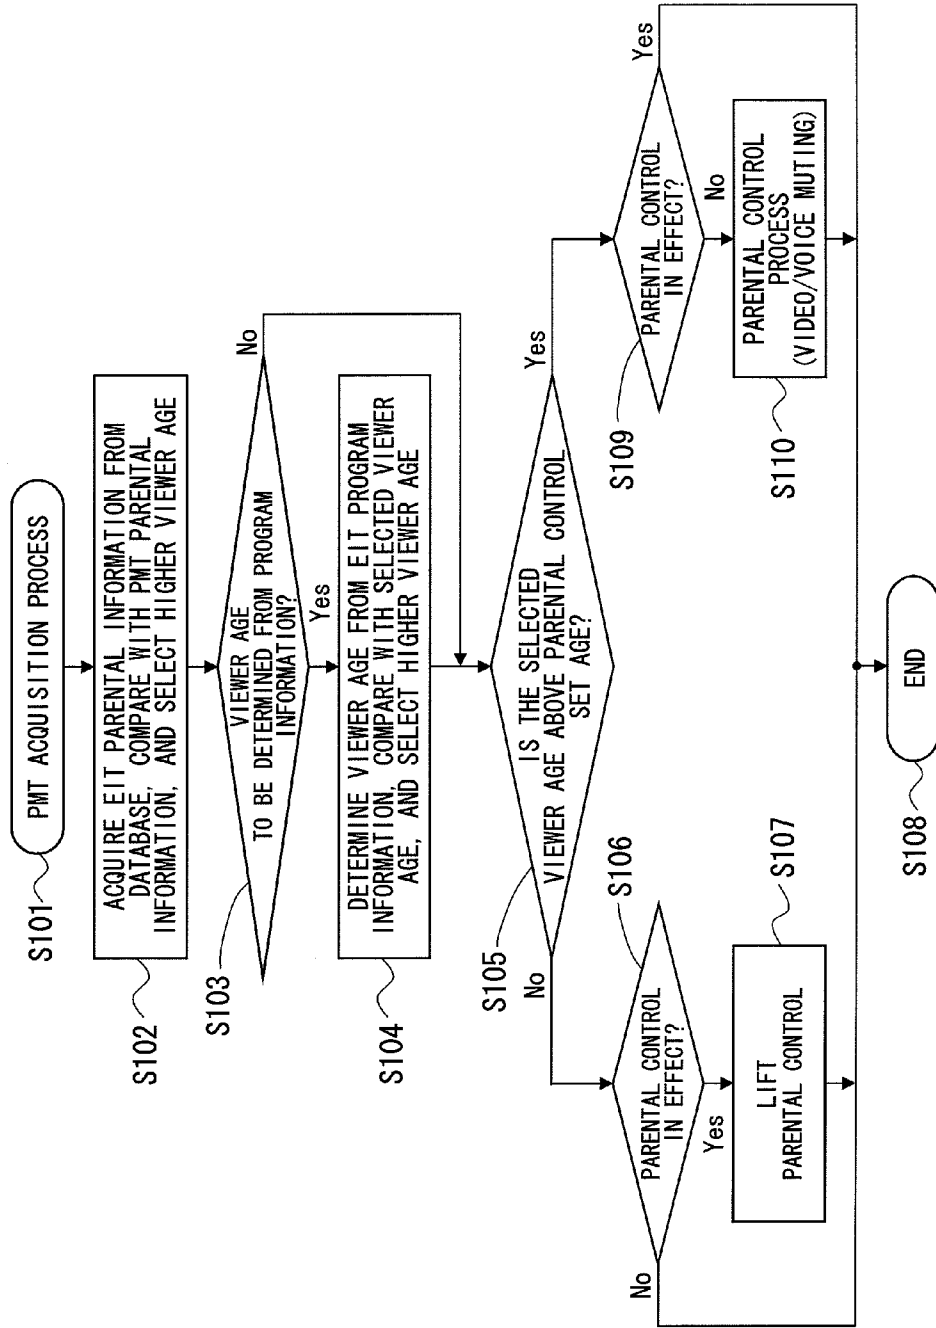 PMT ACQUISITION PROCESS
S101
ACQUIRE EIT PARENTAL INFORMATION FROM
DATABASE, COMPARE WITH PMT PARENTAL
INFORMATION, AND SELECT HIGHER VIEWER AGE
S102
VIEWER AGE
TO BE DETERMINED FROM PROGRAM
INFORMATION?
S103
No
Yes
DETERMINE VIEWER AGE FROM EIT PROGRAM
INFORMATION, COMPARE WITH SELECTED VIEWER
AGE, AND SELECT HIGHER VIEWER AGE
S104
IS THE SELECTED
VIEWER AGE ABOVE PARENTAL CONTROL
SET AGE?
S105
No
Yes
PARENTAL CONTROL
IN EFFECT?
S106
No
Yes
LIFT
PARENTAL CONTROL
S107
PARENTAL CONTROL
IN EFFECT?
S109
Yes
No
PARENTAL CONTROL
PROCESS
(VIDEO/VOICE MUTING)
S110
END
S108